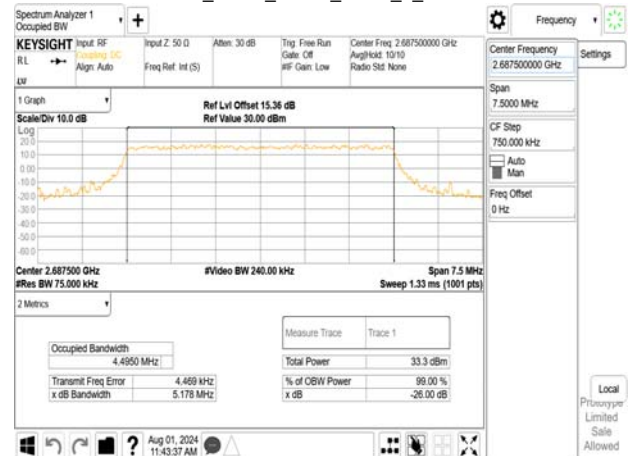 Spectrum Analyzer 1
Occupied BW
Frequency
KEYSIGHT
Input: RF
Input Z: 50 Ω
Atten: 30 dB
Trig: Free Run
Center Freq: 2.687500000 GHz
RL
Coupling: DC
Gate: Off
Avg|Hold: 10/10
Align: Auto
Freq Ref: Int (S)
#IF Gain: Low
Radio Std: None
Center Frequency
2.687500000 GHz
Settings
Span
7.5000 MHz
CF Step
750.000 kHz
Auto
Man
Freq Offset
0 Hz
1 Graph
Ref Lvl Offset 15.36 dB
Scale/Div 10.0 dB
Ref Value 30.00 dBm
Log
20.0
10.0
0.00
-10.0
-20.0
-30.0
-40.0
-50.0
-60.0
Center 2.687500 GHz
#Video BW 240.00 kHz
Span 7.5 MHz
#Res BW 75.000 kHz
Sweep 1.33 ms (1001 pts)
2 Metrics
Measure Trace
Trace 1
Occupied Bandwidth
4.4950 MHz
Total Power
33.3 dBm
Transmit Freq Error
4.469 kHz
% of OBW Power
99.00 %
x dB Bandwidth
5.178 MHz
x dB
-26.00 dB
Local
Prototype
Limited
Sale
Allowed
Aug 01, 2024
11:43:37 AM